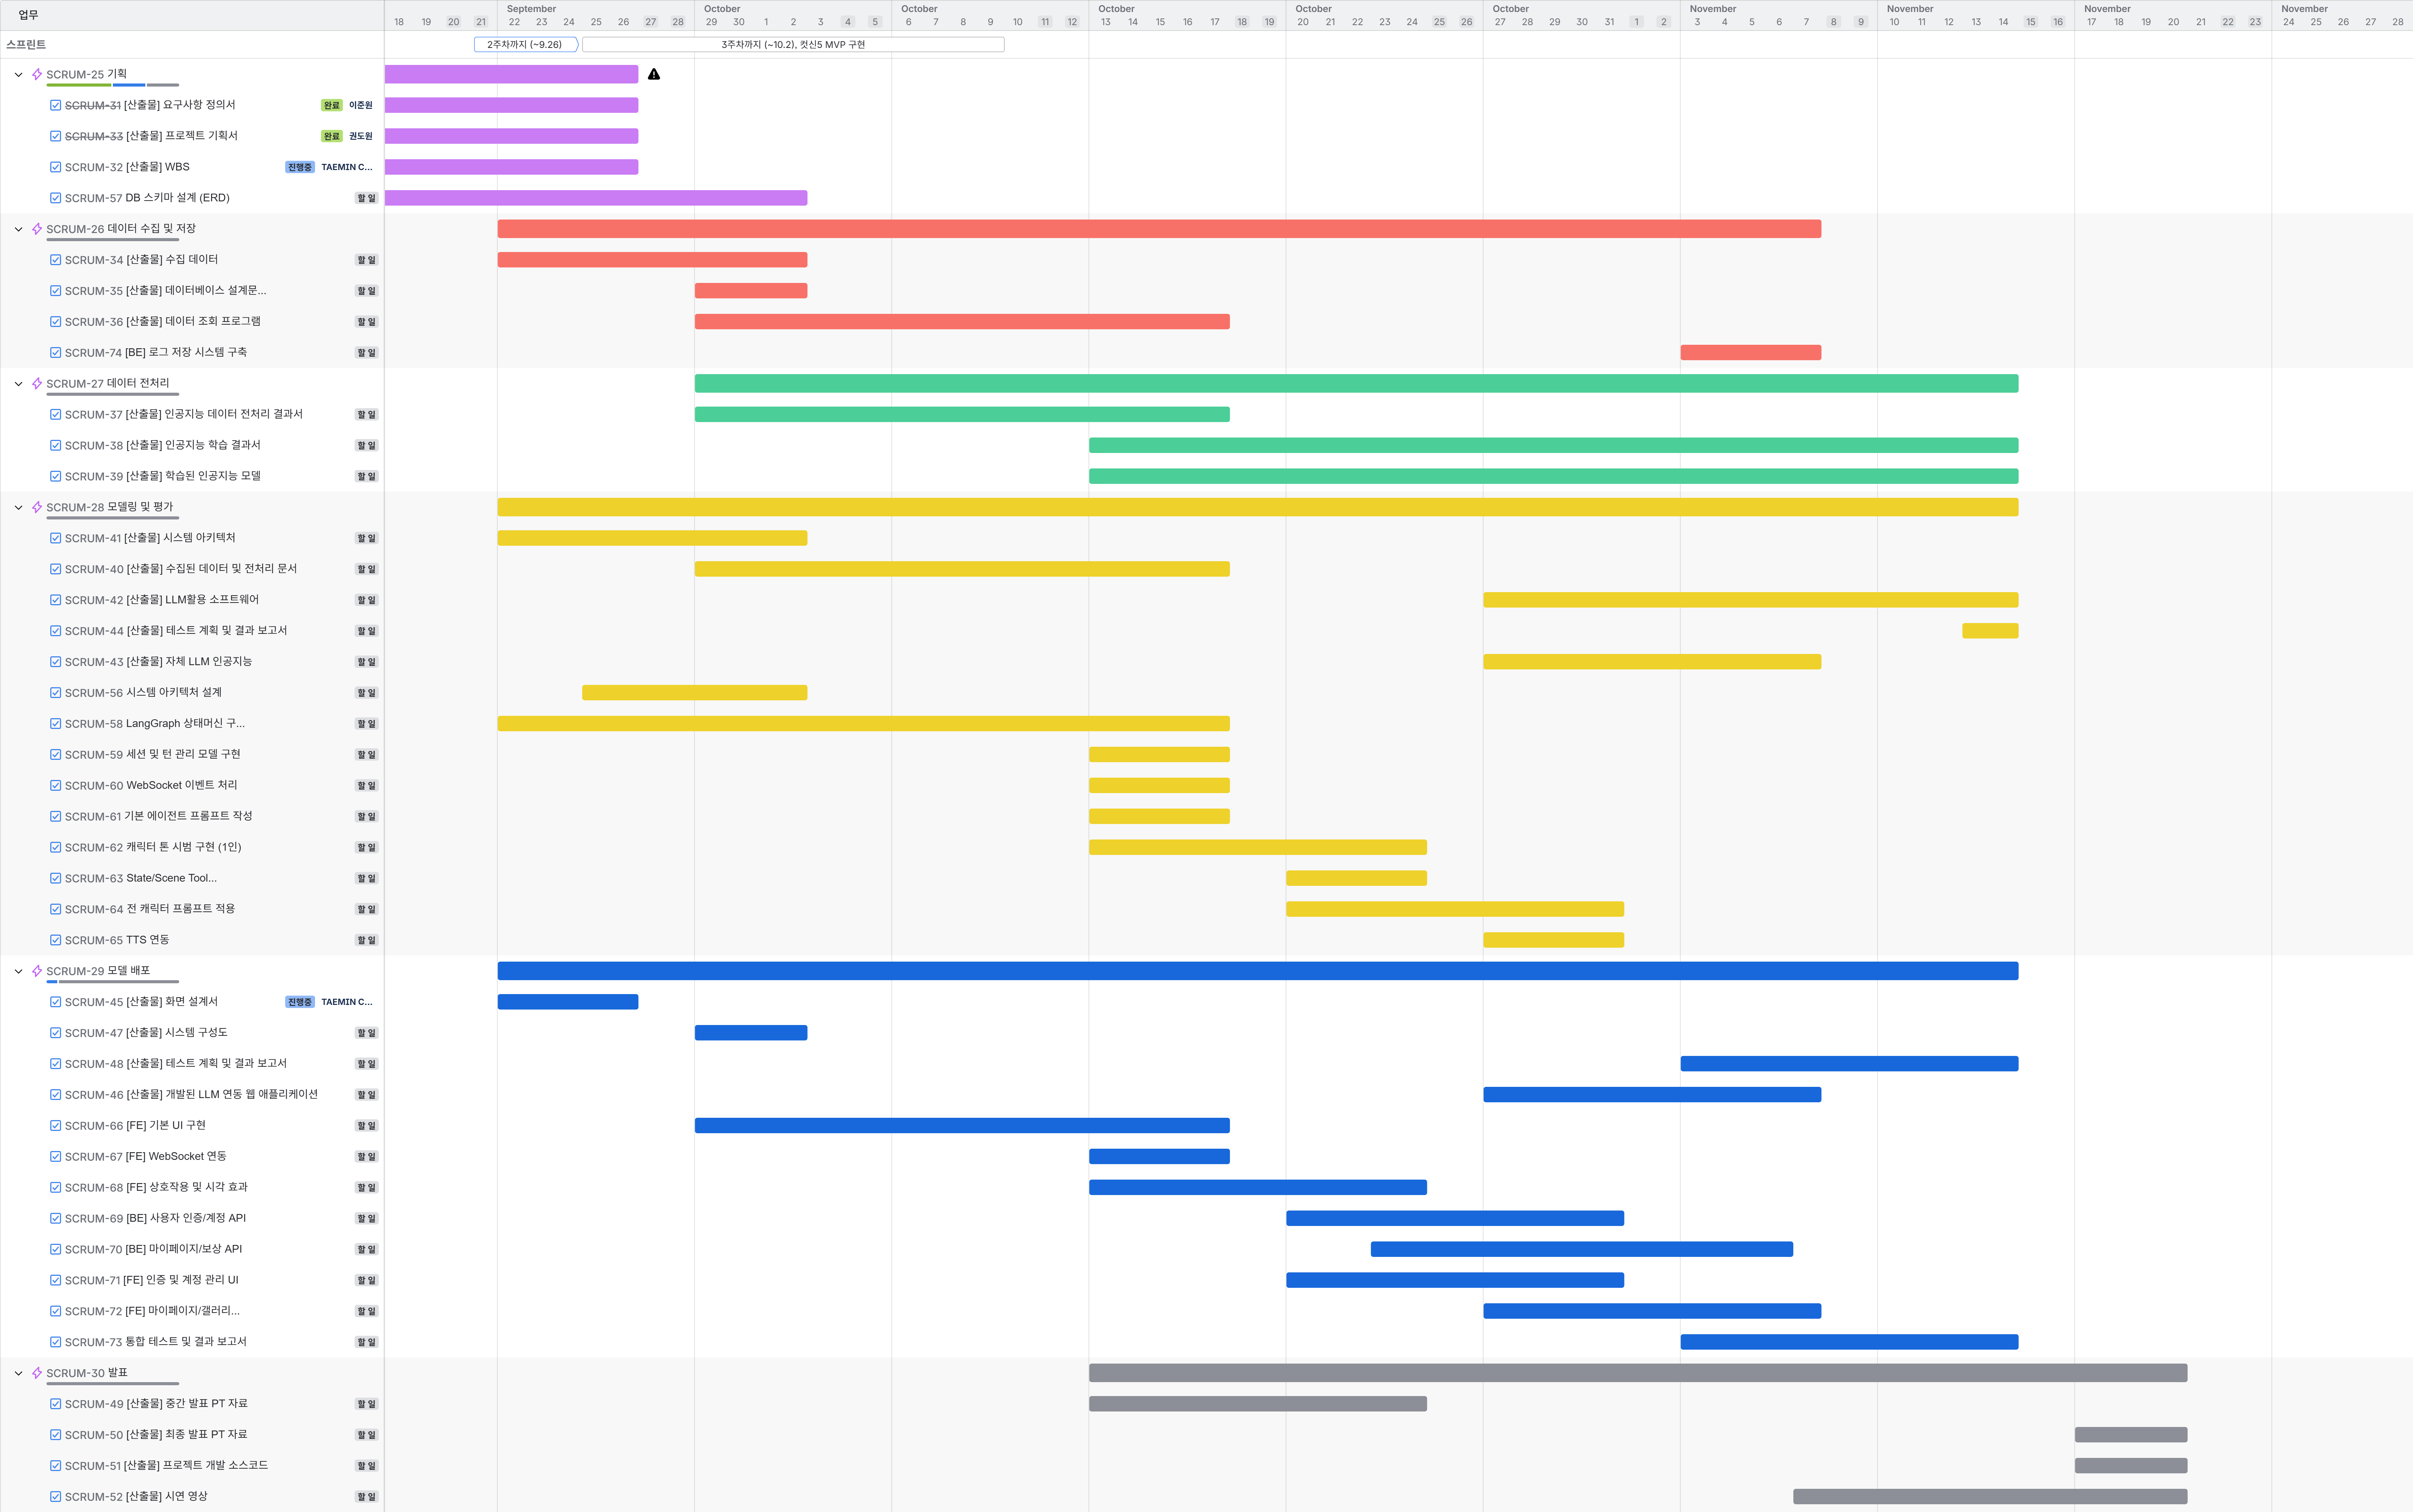 업무
September October October October October October November November November November
18 19 20 21 22 23 24 25 26 27 28 29 30 1 2 3 4 5 6 7 8 9 10 11 12 13 14 15 16 17 18 19 20 21 22 23 24 25 26 27 28 29 30 31 1 2 3 4 5 6 7 8 9 10 11 12 13 14 15 16 17 18 19 20 21 22 23 24 25 26 27 28
스프린트 2주차까지 (~9.26) 3주차까지 (~10.2), 컷신5 MVP 구현
SCRUM-25 기획
SCRUM-31 [산출물] 요구사항 정의서 완료 이준원
SCRUM-33 [산출물] 프로젝트 기획서 완료 권도원
SCRUM-32 [산출물] WBS 진행중 TAEMIN C...
SCRUM-57 DB 스키마 설계 (ERD) 할 일
SCRUM-26 데이터 수집 및 저장
SCRUM-34 [산출물] 수집 데이터 할 일
SCRUM-35 [산출물] 데이터베이스 설계문... 할 일
SCRUM-36 [산출물] 데이터 조회 프로그램 할 일
SCRUM-74 [BE] 로그 저장 시스템 구축 할 일
SCRUM-27 데이터 전처리
SCRUM-37 [산출물] 인공지능 데이터 전처리 결과서 할 일
SCRUM-38 [산출물] 인공지능 학습 결과서 할 일
SCRUM-39 [산출물] 학습된 인공지능 모델 할 일
SCRUM-28 모델링 및 평가
SCRUM-41 [산출물] 시스템 아키텍처 할 일
SCRUM-40 [산출물] 수집된 데이터 및 전처리 문서 할 일
SCRUM-42 [산출물] LLM활용 소프트웨어 할 일
SCRUM-44 [산출물] 테스트 계획 및 결과 보고서 할 일
SCRUM-43 [산출물] 자체 LLM 인공지능 할 일
SCRUM-56 시스템 아키텍처 설계 할 일
SCRUM-58 LangGraph 상태머신 구... 할 일
SCRUM-59 세션 및 턴 관리 모델 구현 할 일
SCRUM-60 WebSocket 이벤트 처리 할 일
SCRUM-61 기본 에이전트 프롬프트 작성 할 일
SCRUM-62 캐릭터 톤 시범 구현 (1인) 할 일
SCRUM-63 State/Scene Tool... 할 일
SCRUM-64 전 캐릭터 프롬프트 적용 할 일
SCRUM-65 TTS 연동 할 일
SCRUM-29 모델 배포
SCRUM-45 [산출물] 화면 설계서 진행중 TAEMIN C...
SCRUM-47 [산출물] 시스템 구성도 할 일
SCRUM-48 [산출물] 테스트 계획 및 결과 보고서 할 일
SCRUM-46 [산출물] 개발된 LLM 연동 웹 애플리케이션 할 일
SCRUM-66 [FE] 기본 UI 구현 할 일
SCRUM-67 [FE] WebSocket 연동 할 일
SCRUM-68 [FE] 상호작용 및 시각 효과 할 일
SCRUM-69 [BE] 사용자 인증/계정 API 할 일
SCRUM-70 [BE] 마이페이지/보상 API 할 일
SCRUM-71 [FE] 인증 및 계정 관리 UI 할 일
SCRUM-72 [FE] 마이페이지/갤러리... 할 일
SCRUM-73 통합 테스트 및 결과 보고서 할 일
SCRUM-30 발표
SCRUM-49 [산출물] 중간 발표 PT 자료 할 일
SCRUM-50 [산출물] 최종 발표 PT 자료 할 일
SCRUM-51 [산출물] 프로젝트 개발 소스코드 할 일
SCRUM-52 [산출물] 시연 영상 할 일